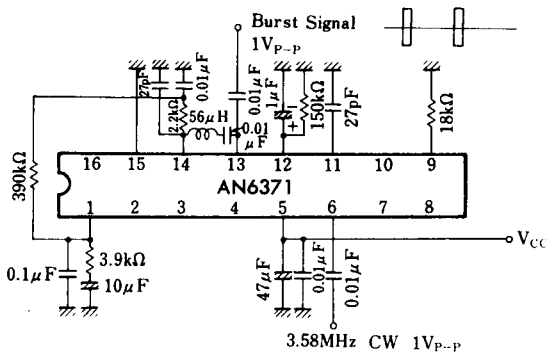 Burst Signal
1V P-P
27pF
0.01μF
2.2kΩ
56μH
0.01μF
0.01
μF
1μF
−
+
150kΩ
27pF
18kΩ
390kΩ
16 15 14 13 12 11 10 9
AN6371
1 2 3 4 5 6 7 8
0.1μF
3.9kΩ
10μF
47μF
0.01μF
0.01μF
VCC
3.58MHz CW 1V P-P